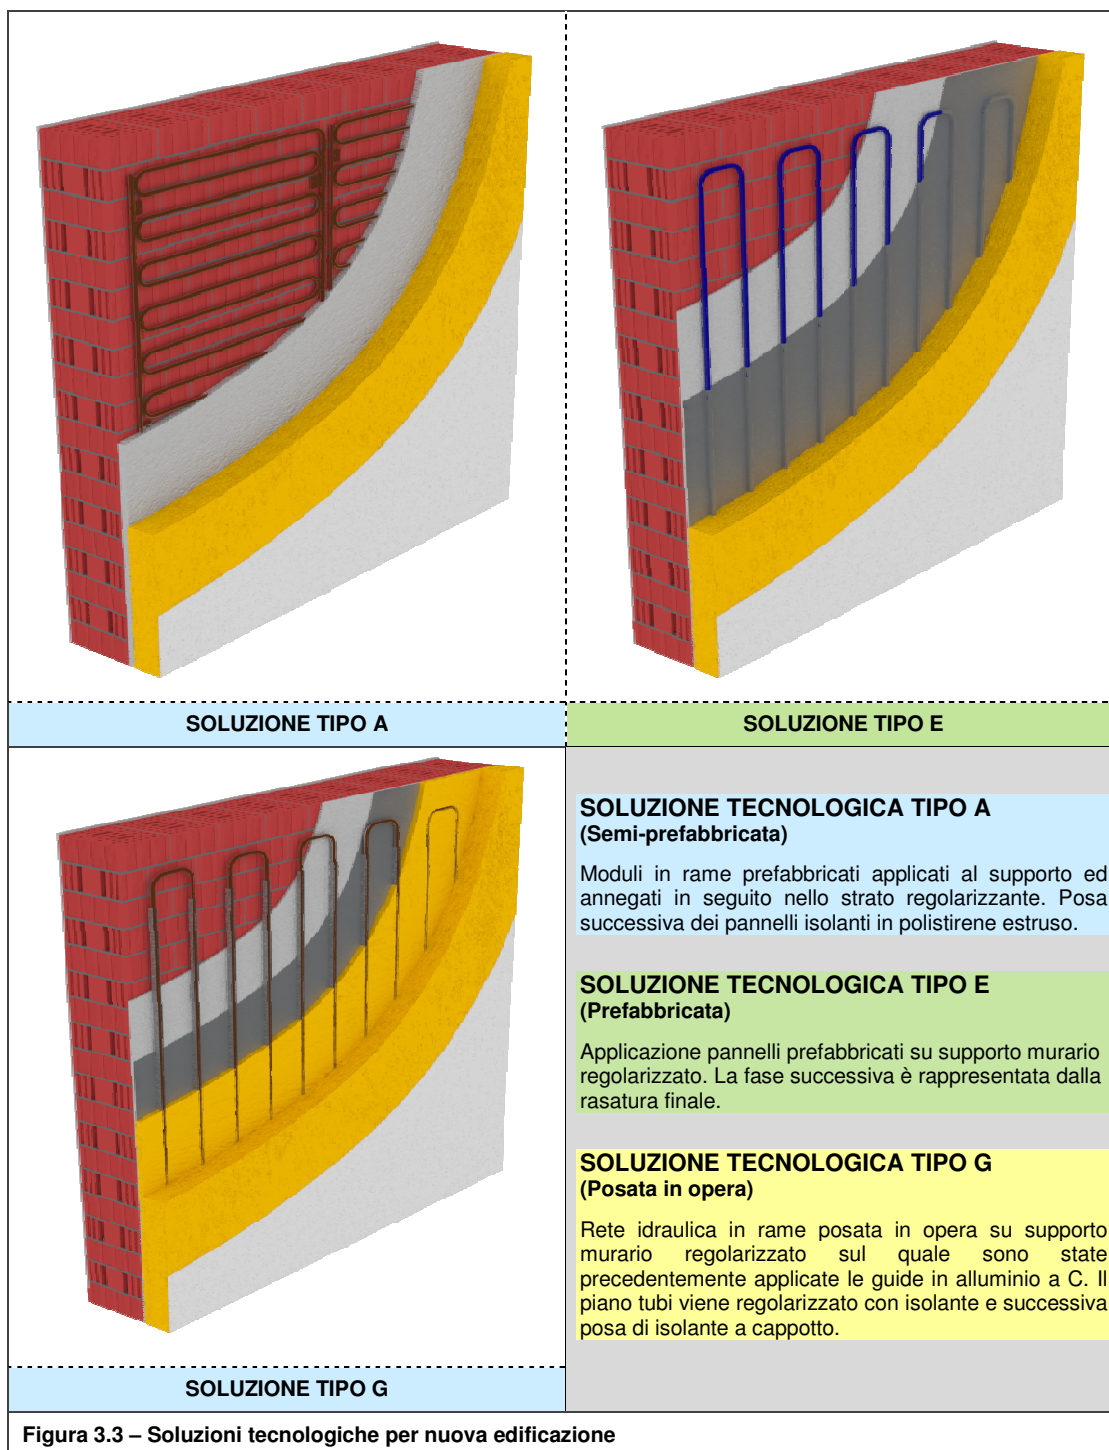 SOLUZIONE TIPO A
SOLUZIONE TIPO E
SOLUZIONE TECNOLOGICA TIPO A
(Semi-prefabbricata)
Moduli in rame prefabbricati applicati al supporto ed
annegati in seguito nello strato regolarizzante. Posa
successiva dei pannelli isolanti in polistirene estruso.
SOLUZIONE TECNOLOGICA TIPO E
(Prefabbricata)
Applicazione pannelli prefabbricati su supporto murario
regolarizzato. La fase successiva è rappresentata dalla
rasatura finale.
SOLUZIONE TECNOLOGICA TIPO G
(Posata in opera)
Rete idraulica in rame posata in opera su supporto
murario regolarizzato sul quale sono state
precedentemente applicate le guide in alluminio a C. Il
piano tubi viene regolarizzato con isolante e successiva
posa di isolante a cappotto.
SOLUZIONE TIPO G
Figura 3.3 – Soluzioni tecnologiche per nuova edificazione